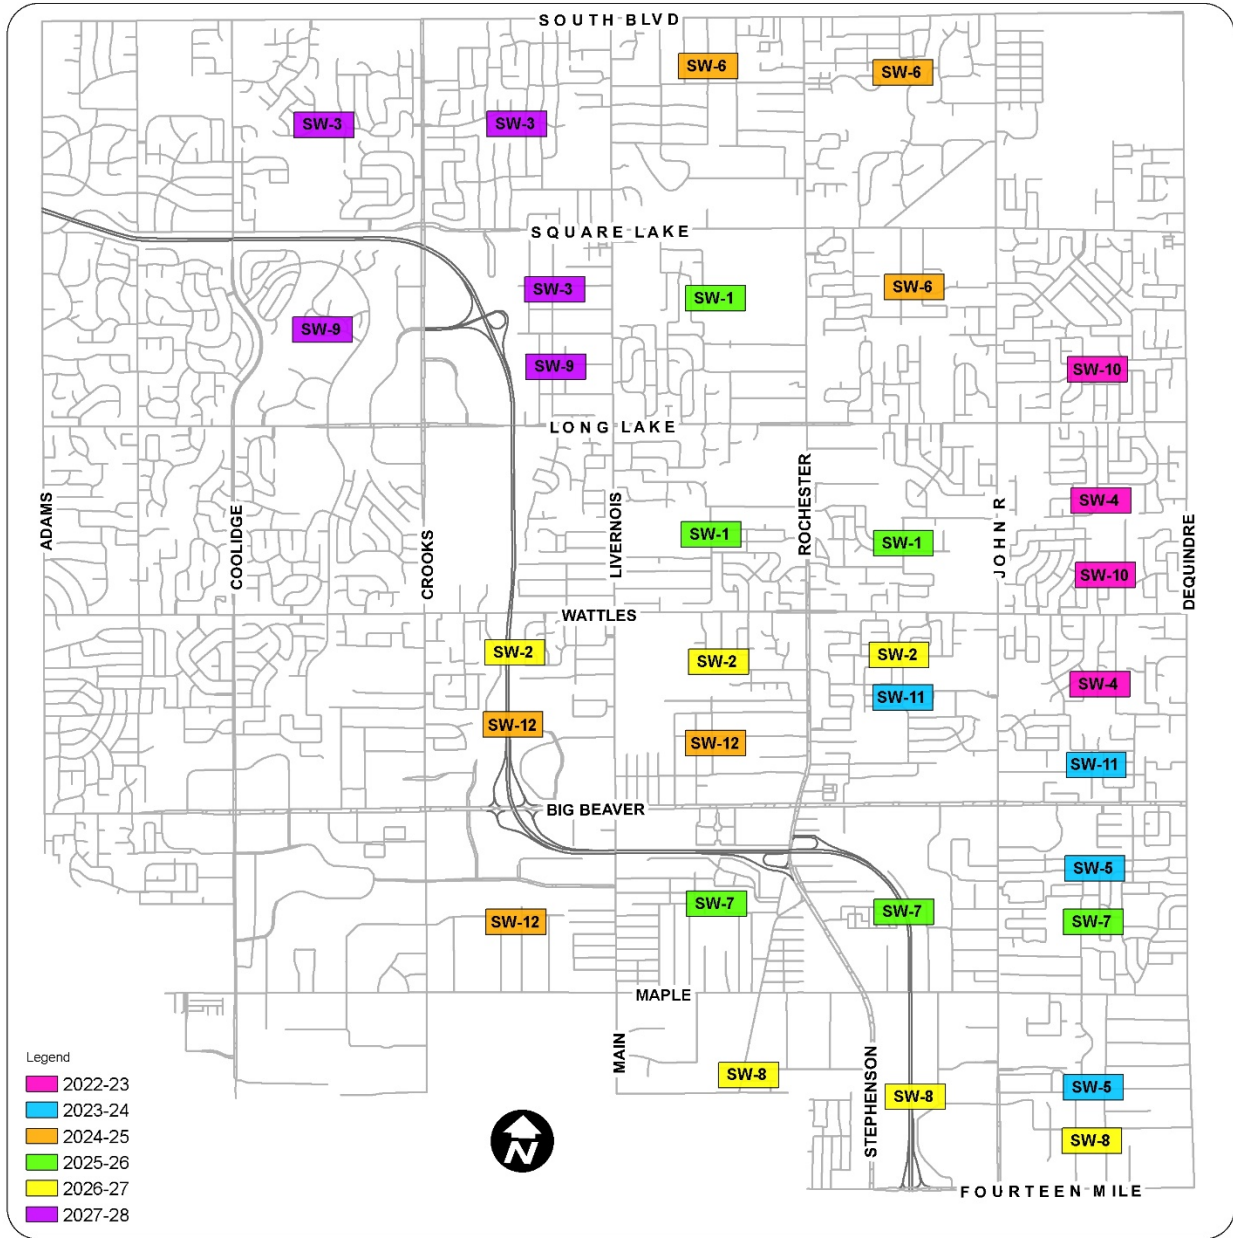 SOUTH BLVD
SW-6
SW-6
SW-3
SW-3
SQUARE LAKE
SW-3
SW-1
SW-6
SW-9
SW-9
SW-10
LONG LAKE
ADAMS
COOLIDGE
CROOKS
LIVERNOIS
ROCHESTER
JOHN R
DEQUINDRE
SW-4
SW-1
SW-1
SW-10
WATTLES
SW-2
SW-2
SW-2
SW-11
SW-4
SW-12
SW-12
SW-11
BIG BEAVER
SW-5
SW-7
SW-7
SW-7
SW-12
MAPLE
MAIN
STEPHENSON
SW-8
SW-8
SW-5
SW-8
FOURTEEN MILE
N
Legend
2022-23
2023-24
2024-25
2025-26
2026-27
2027-28